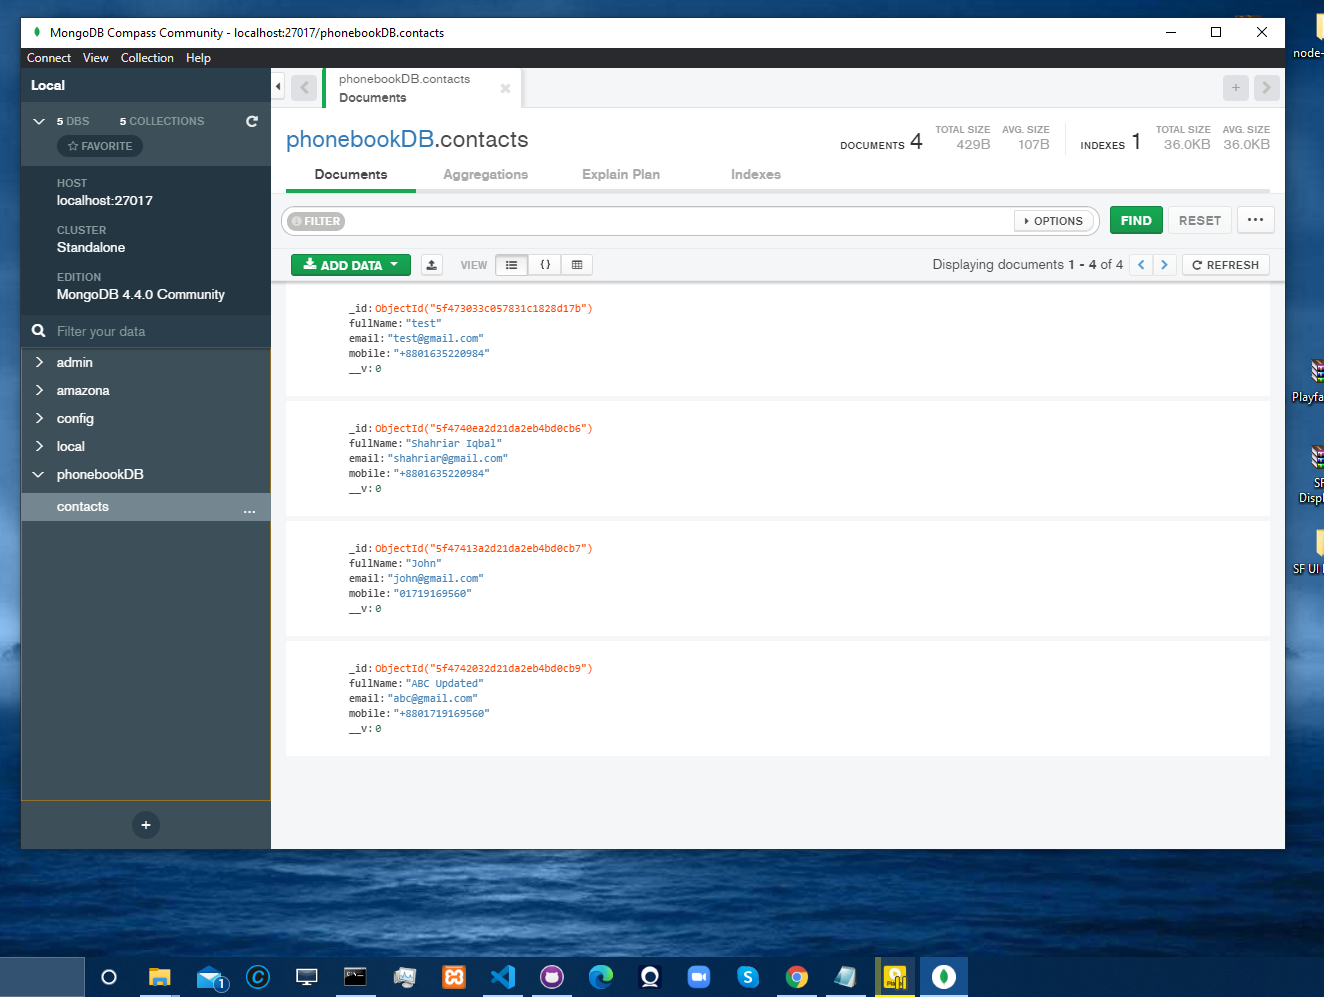 MongoDB Compass Community - localhost:27017/phonebookDB.contacts
Connect View Collection Help
Local
5 DBS 5 COLLECTIONS
FAVORITE
HOST
localhost:27017
CLUSTER
Standalone
EDITION
MongoDB 4.4.0 Community
Filter your data
admin
amazona
config
local
phonebookDB
contacts ...
phonebookDB.contacts
Documents
phonebookDB.contacts
DOCUMENTS 4 TOTAL SIZE 429B AVG. SIZE 107B INDEXES 1 TOTAL SIZE 36.0KB AVG. SIZE 36.0KB
Documents Aggregations Explain Plan Indexes
FILTER OPTIONS FIND RESET ...
ADD DATA VIEW {} Displaying documents 1 - 4 of 4 REFRESH
_id: ObjectId("5f473033c057831c1828d17b")
fullName: "test"
email: "test@gmail.com"
mobile: "+8801635220984"
__v: 0
_id: ObjectId("5f4740ea2d21da2eb4bd0cb6")
fullName: "Shahriar Iqbal"
email: "shahriar@gmail.com"
mobile: "+8801635220984"
__v: 0
_id: ObjectId("5f47413a2d21da2eb4bd0cb7")
fullName: "John"
email: "john@gmail.com"
mobile: "01719169560"
__v: 0
_id: ObjectId("5f4742032d21da2eb4bd0cb9")
fullName: "ABC Updated"
email: "abc@gmail.com"
mobile: "+8801719169560"
__v: 0
node-
Playfa
SF
Displ
SF UI
1